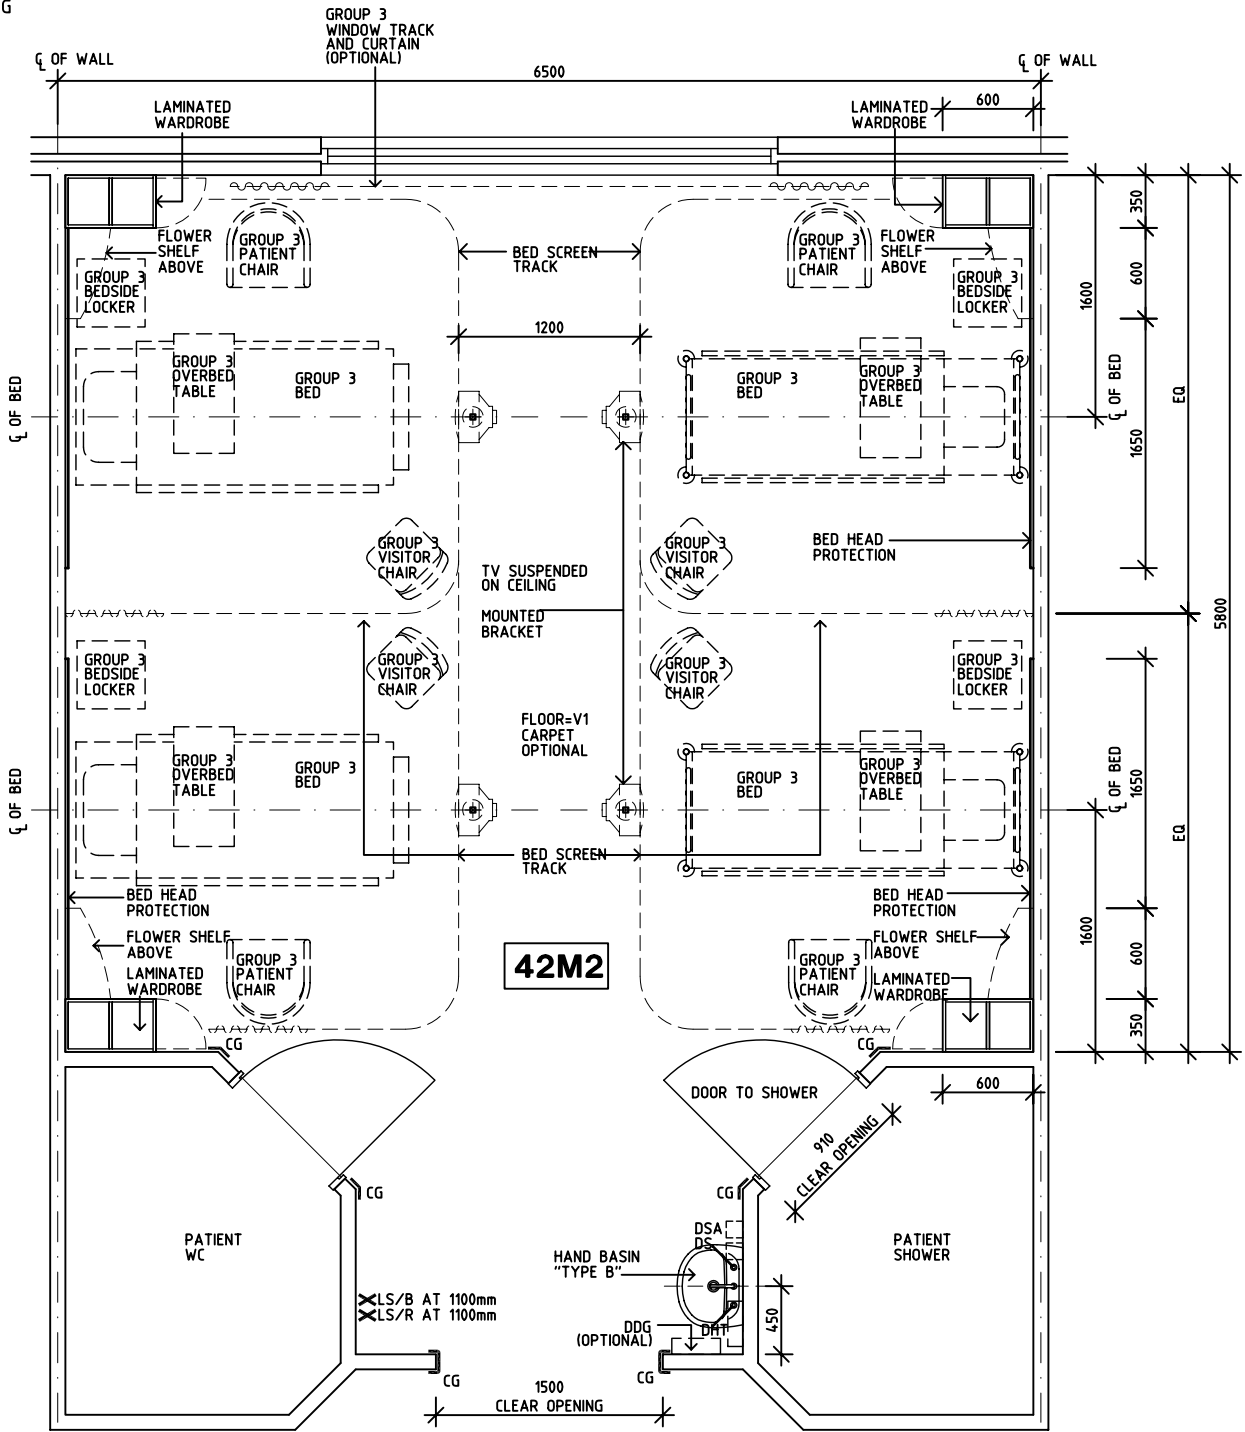 G
GROUP 3
WINDOW TRACK
AND CURTAIN
(OPTIONAL)
℄ OF WALL
6500
℄ OF WALL
LAMINATED
WARDROBE
LAMINATED
WARDROBE
600
FLOWER
SHELF
ABOVE
GROUP 3
PATIENT
CHAIR
BED SCREEN
TRACK
GROUP 3
PATIENT
CHAIR
FLOWER
SHELF
ABOVE
350
GROUP 3
BEDSIDE
LOCKER
GROUP 3
BEDSIDE
LOCKER
600
1600
1200
GROUP 3
OVERBED
TABLE
GROUP 3
BED
GROUP 3
BED
GROUP 3
OVERBED
TABLE
℄ OF BED
℄ OF BED
EQ
1650
GROUP 3
VISITOR
CHAIR
GROUP 3
VISITOR
CHAIR
BED HEAD
PROTECTION
TV SUSPENDED
ON CEILING
MOUNTED
BRACKET
5800
GROUP 3
BEDSIDE
LOCKER
GROUP 3
VISITOR
CHAIR
GROUP 3
VISITOR
CHAIR
GROUP 3
BEDSIDE
LOCKER
FLOOR=V1
CARPET
OPTIONAL
GROUP 3
OVERBED
TABLE
GROUP 3
BED
GROUP 3
BED
GROUP 3
OVERBED
TABLE
℄ OF BED
℄ OF BED
1650
EQ
BED SCREEN
TRACK
BED HEAD
PROTECTION
BED HEAD
PROTECTION
FLOWER SHELF
ABOVE
FLOWER SHELF
ABOVE
1600
600
LAMINATED
WARDROBE
GROUP 3
PATIENT
CHAIR
42M2
GROUP 3
PATIENT
CHAIR
LAMINATED
WARDROBE
350
CG
CG
DOOR TO SHOWER
600
910
CLEAR OPENING
CG
CG
PATIENT
WC
DSA
DS
PATIENT
SHOWER
HAND BASIN
"TYPE B"
LS/B AT 1100mm
LS/R AT 1100mm
DDG
(OPTIONAL)
DHT
450
CG
CG
1500
CLEAR OPENING